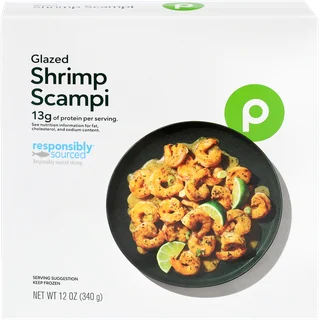 Glazed
Shrimp
Scampi
13g of protein per serving.
See nutrition information for fat,
cholesterol, and sodium content.
responsibly
sourced
p
SERVING SUGGESTION
KEEP FROZEN
NET WT 12 OZ (340 g)